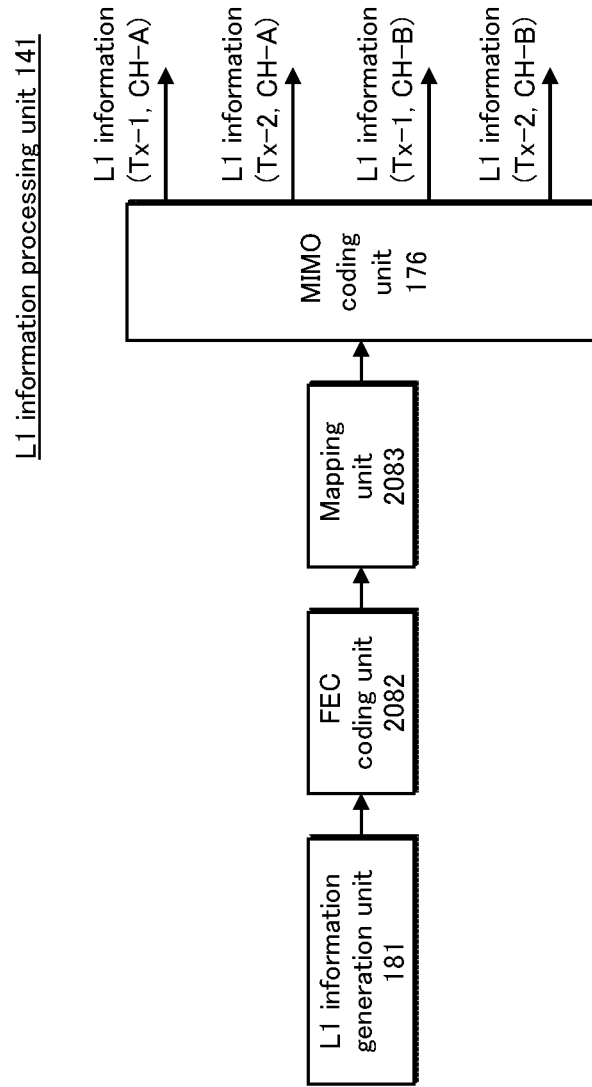 L1 information processing unit 141
L1 information
generation unit
181
FEC
coding unit
2082
Mapping
unit
2083
MIMO
coding
unit
176
L1 information
(Tx-1, CH-A)
L1 information
(Tx-2, CH-A)
L1 information
(Tx-1, CH-B)
L1 information
(Tx-2, CH-B)